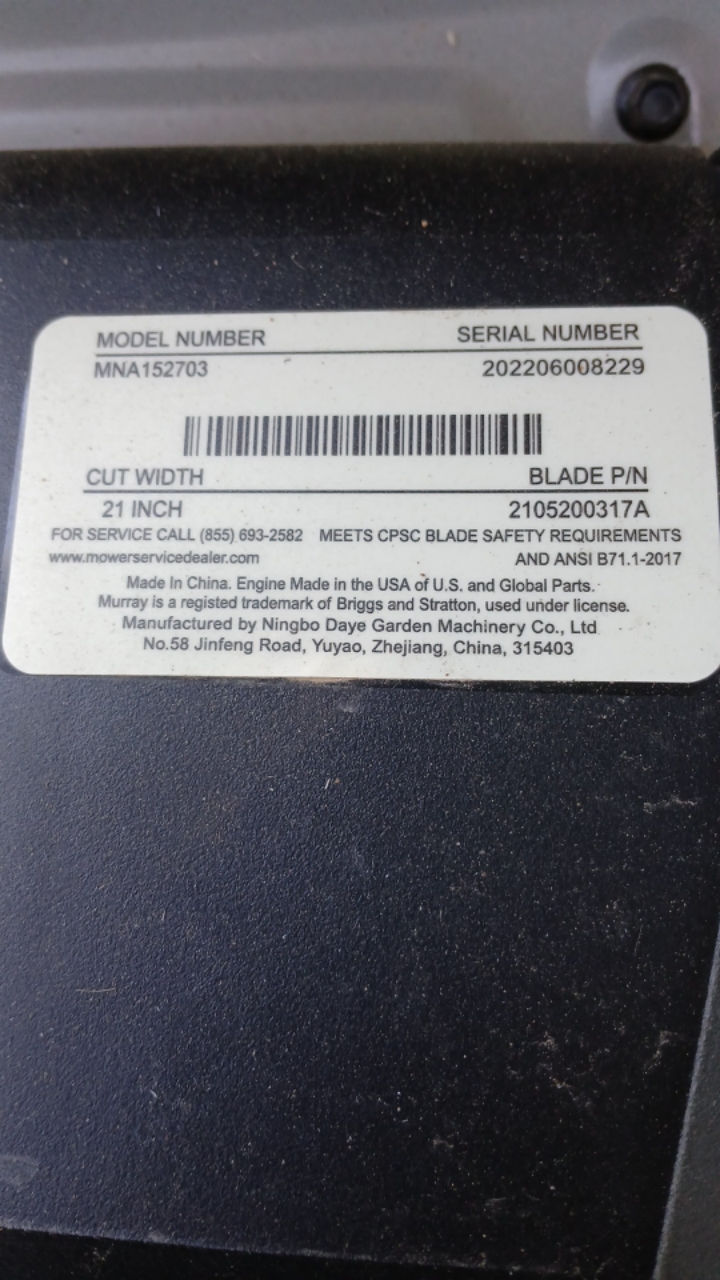 MODEL NUMBER SERIAL NUMBER
MNA152703 202206008229
CUT WIDTH BLADE P/N
21 INCH 2105200317A
FOR SERVICE CALL (855) 693-2582 MEETS CPSC BLADE SAFETY REQUIREMENTS
www.mowerservicedealer.com AND ANSI B71.1-2017
Made In China. Engine Made in the USA of U.S. and Global Parts.
Murray is a registed trademark of Briggs and Stratton, used under license.
Manufactured by Ningbo Daye Garden Machinery Co., Ltd
No.58 Jinfeng Road, Yuyao, Zhejiang, China, 315403